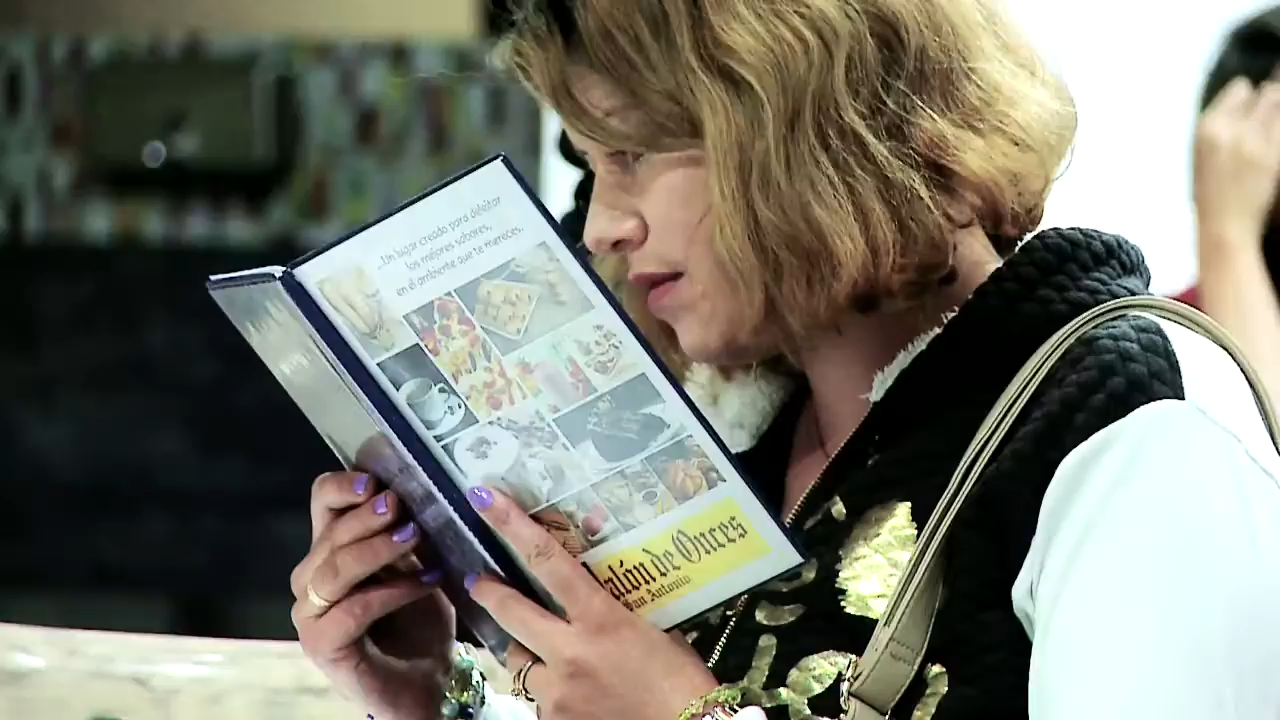 ...Un lugar creado para deleitar
los mejores sabores,
en el ambiente que te mereces.
alón de Onces
San Antonio